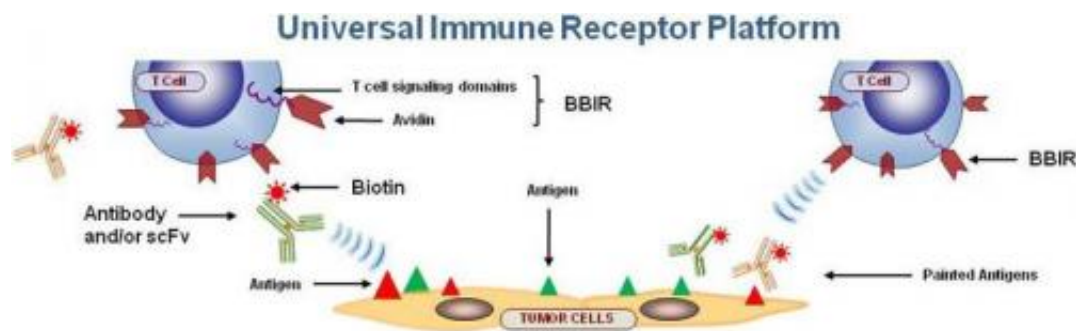 Universal Immune Receptor Platform
T Cell
T cell signaling domains
Avidin
BBIR
Biotin
Antibody
and/or scFv
Antigen
Antigen
TUMOR CELLS
T Cell
BBIR
Painted Antigens